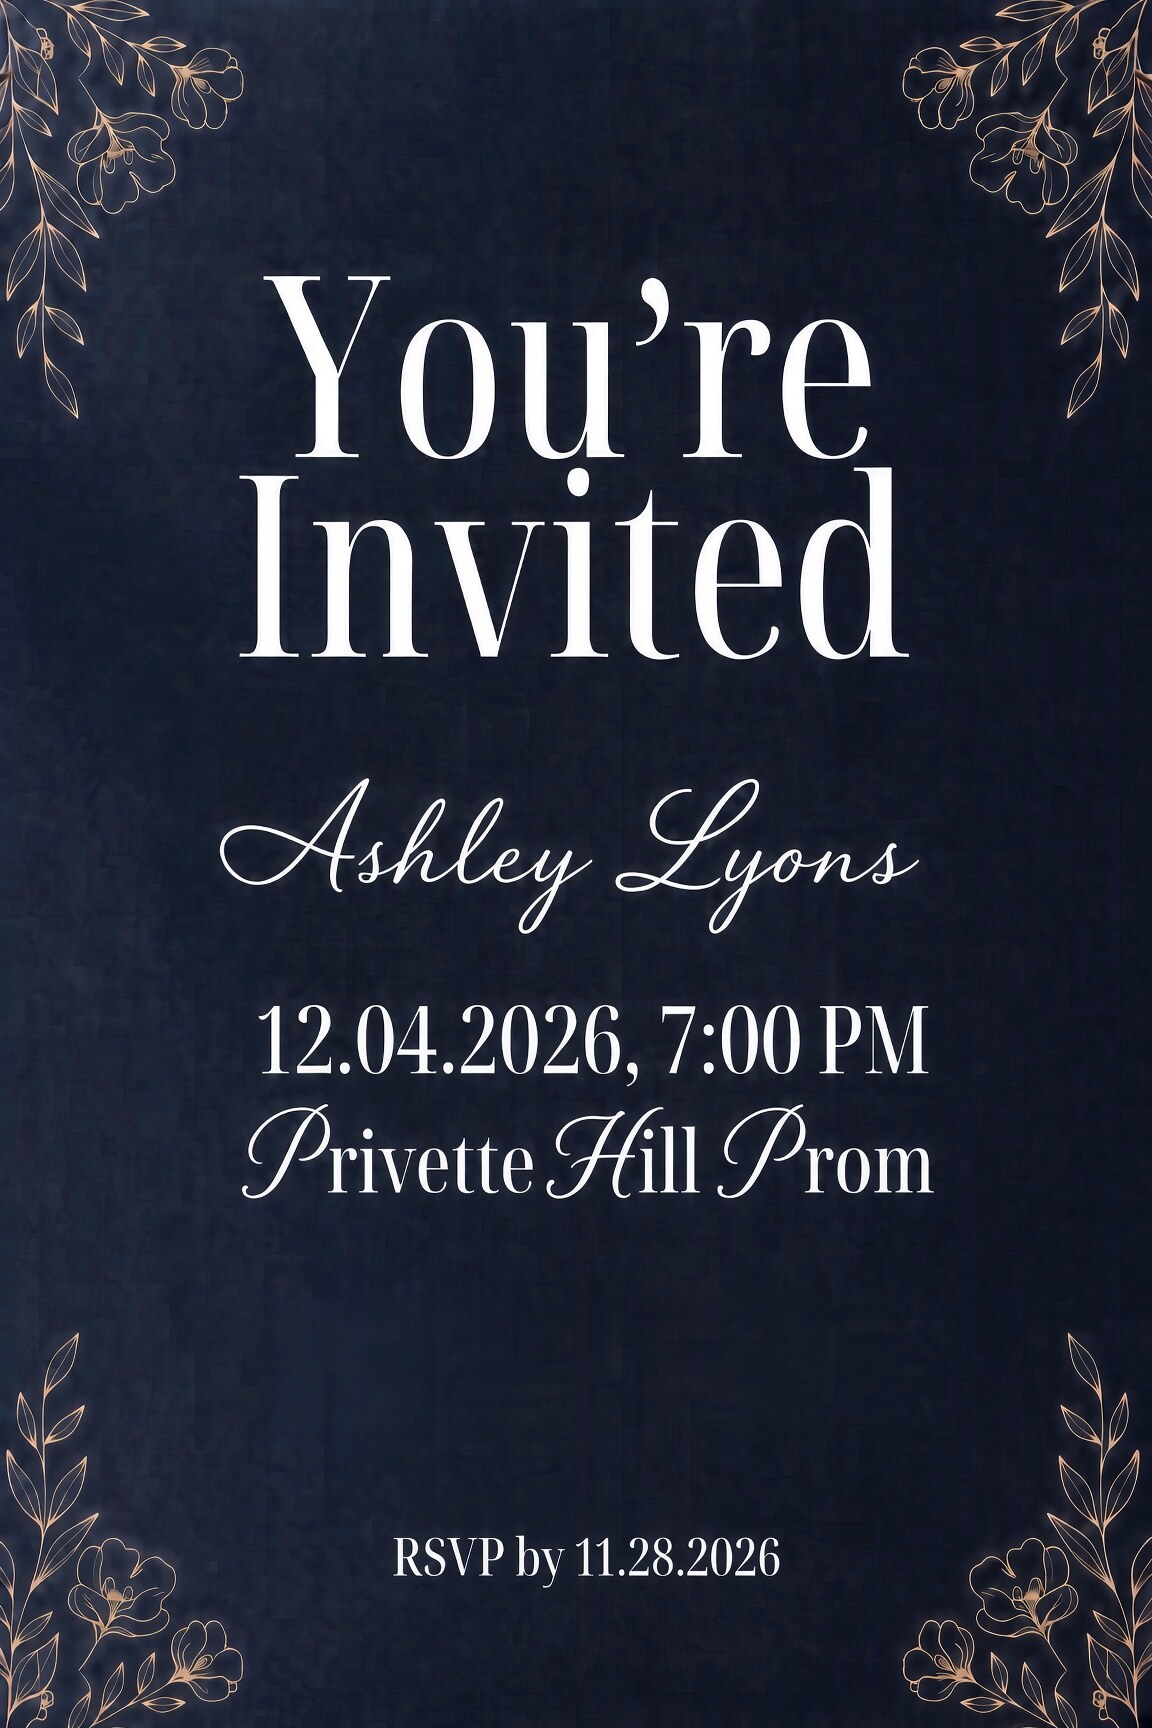 You’re
Invited
Ashley Lyons
12.04.2026, 7:00 PM
Privette Hill Prom
RSVP by 11.28.2026